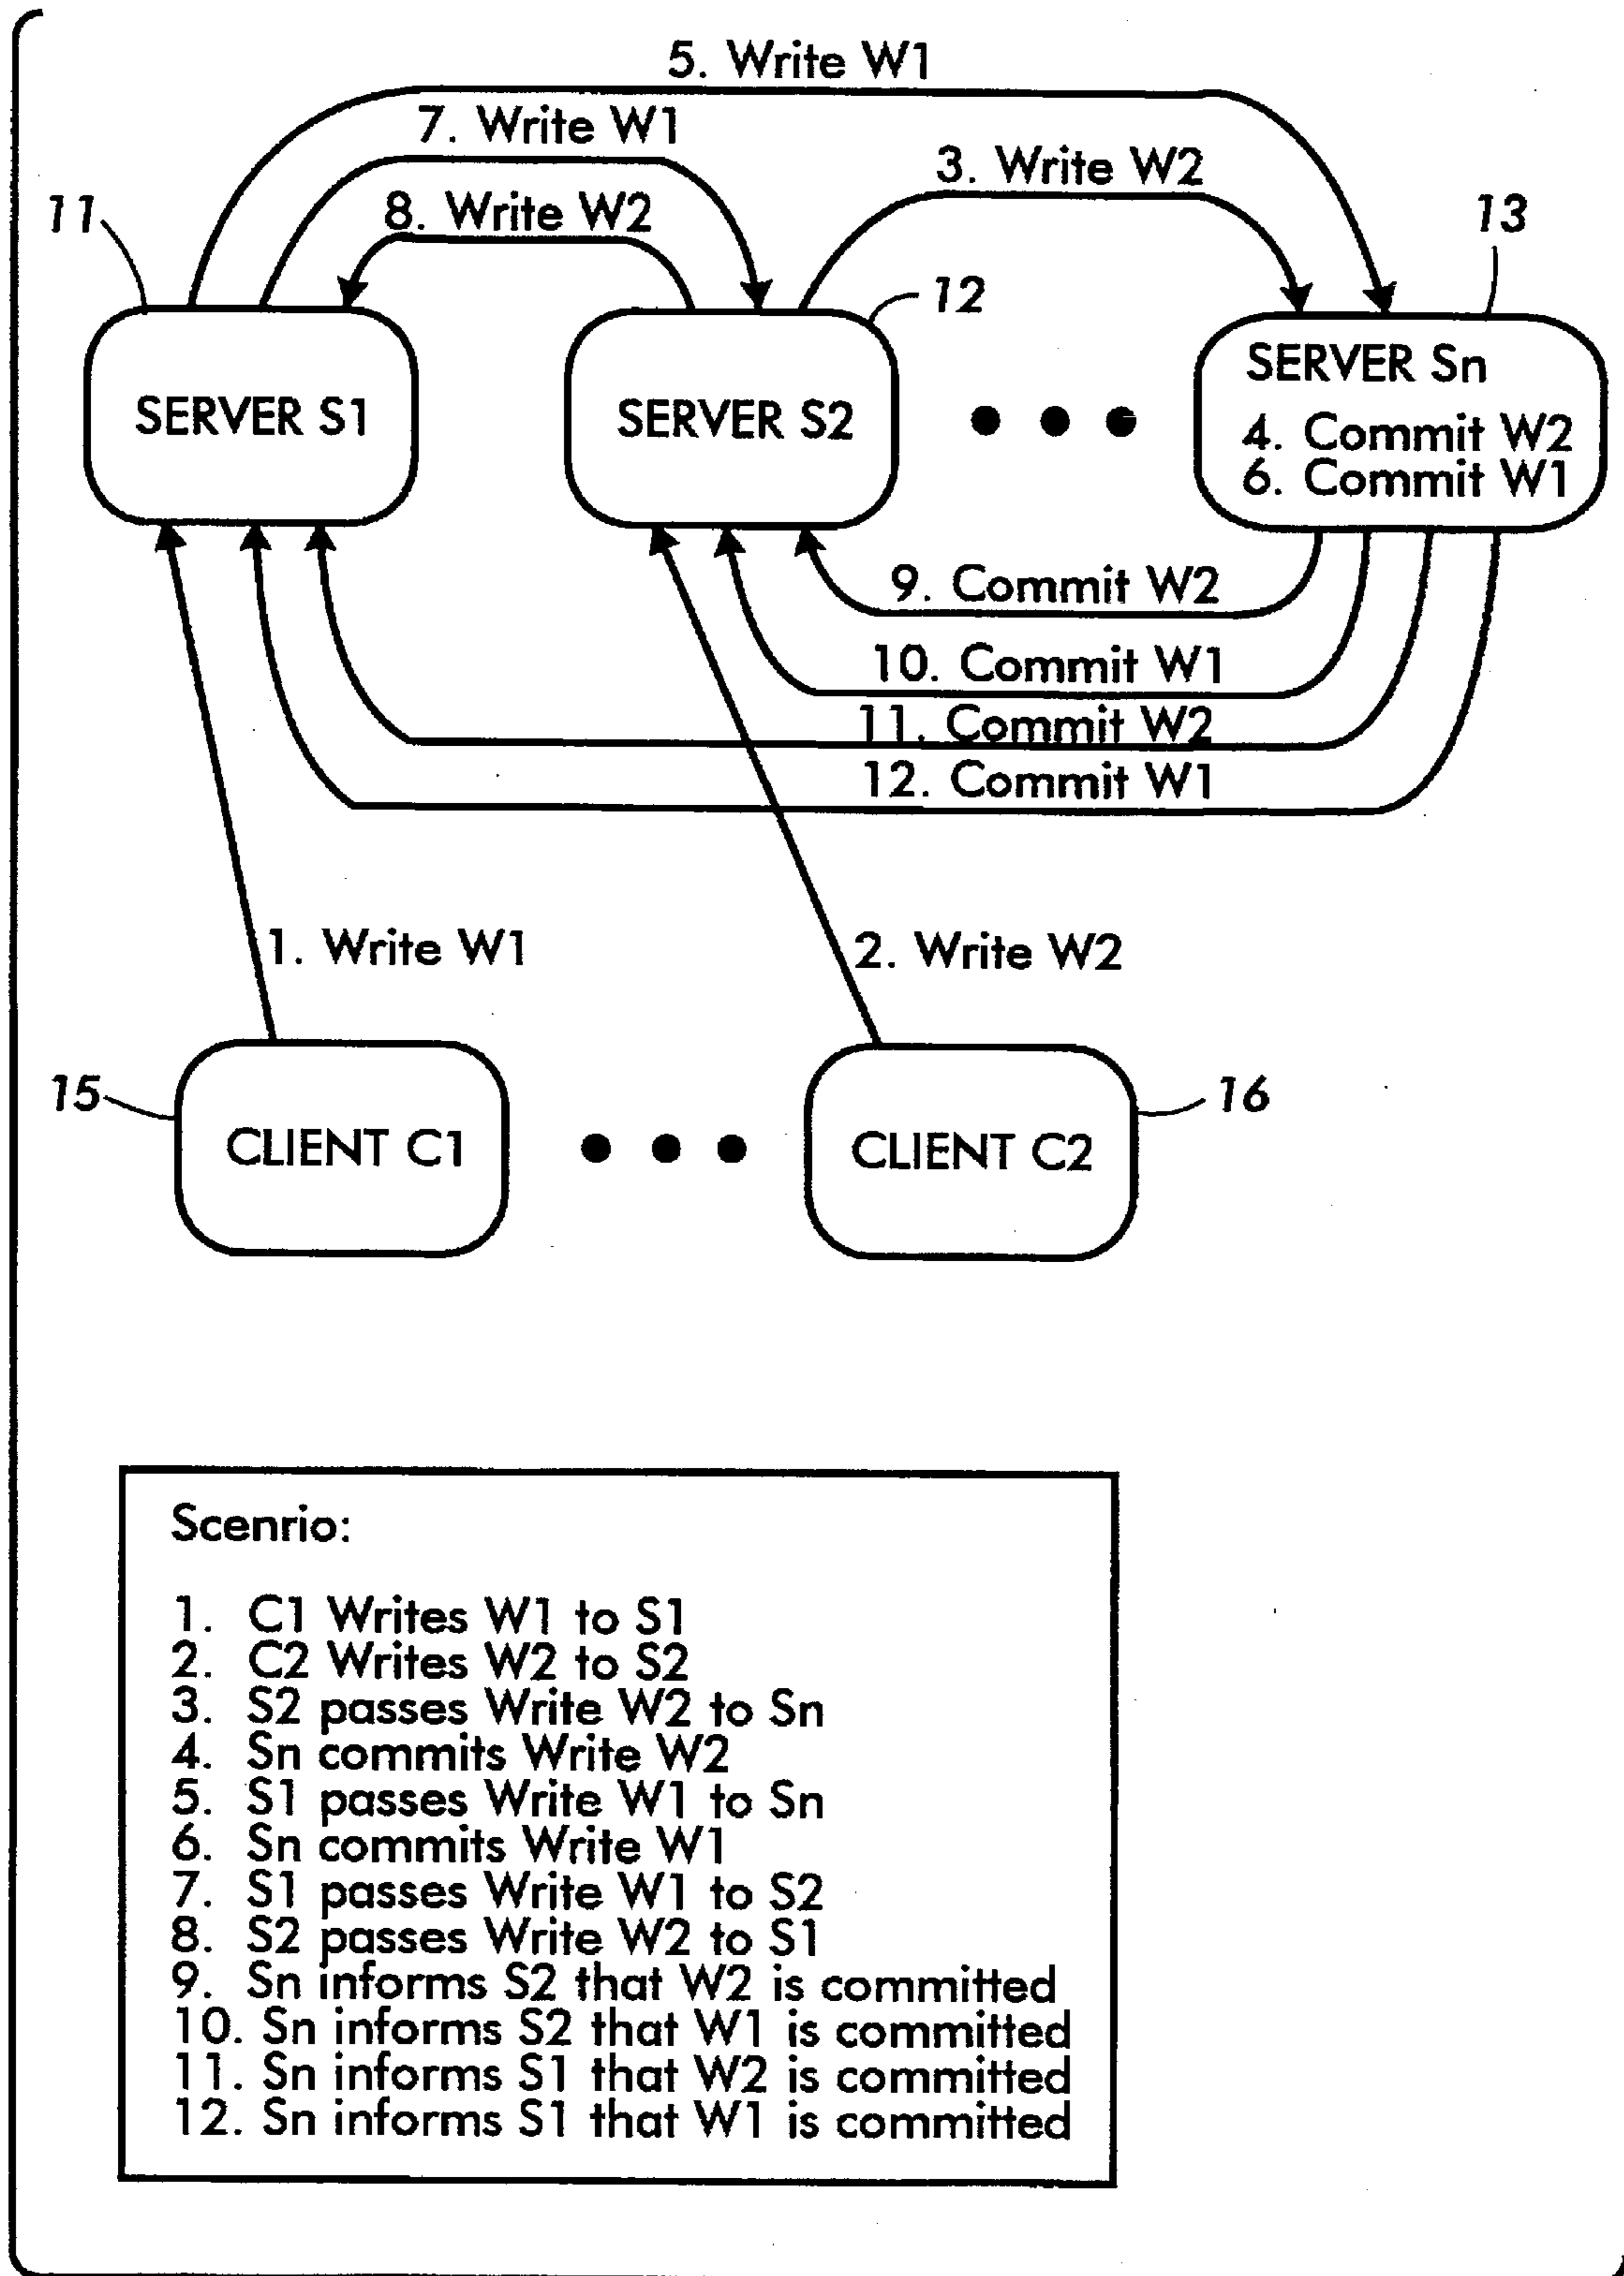 5. Write W1
7. Write W1
3. Write W2
8. Write W2
11
12
13
SERVER S1
SERVER S2
SERVER Sn
4. Commit W2
6. Commit W1
9. Commit W2
10. Commit W1
11. Commit W2
12. Commit W1
1. Write W1
2. Write W2
15
16
CLIENT C1
CLIENT C2
Scenrio:
1. C1 Writes W1 to S1
2. C2 Writes W2 to S2
3. S2 passes Write W2 to Sn
4. Sn commits Write W2
5. S1 passes Write W1 to Sn
6. Sn commits Write W1
7. S1 passes Write W1 to S2
8. S2 passes Write W2 to S1
9. Sn informs S2 that W2 is committed
10. Sn informs S2 that W1 is committed
11. Sn informs S1 that W2 is committed
12. Sn informs S1 that W1 is committed